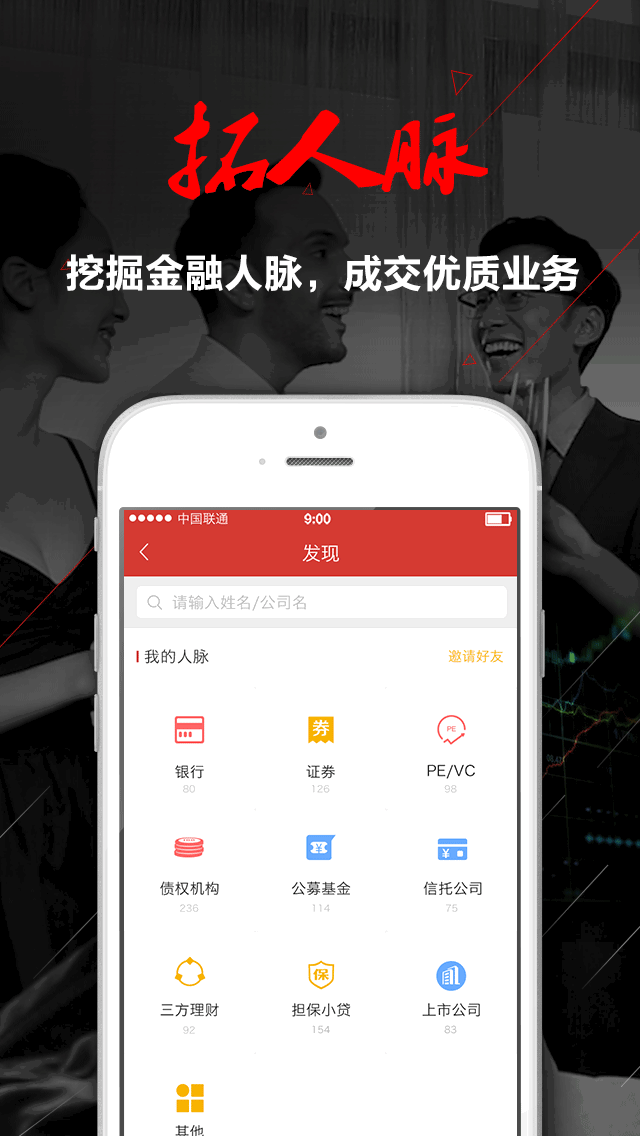 拓人脉
挖掘金融人脉，成交优质业务
中国联通 9:00
发现
请输入姓名/公司名
我的人脉 邀请好友
券 PE
银行 证券 PE/VC
80 126 98
¥ ¥
债权机构 公募基金 信托公司
236 114 75
保
三方理财 担保小贷 上市公司
92 154 83
其他